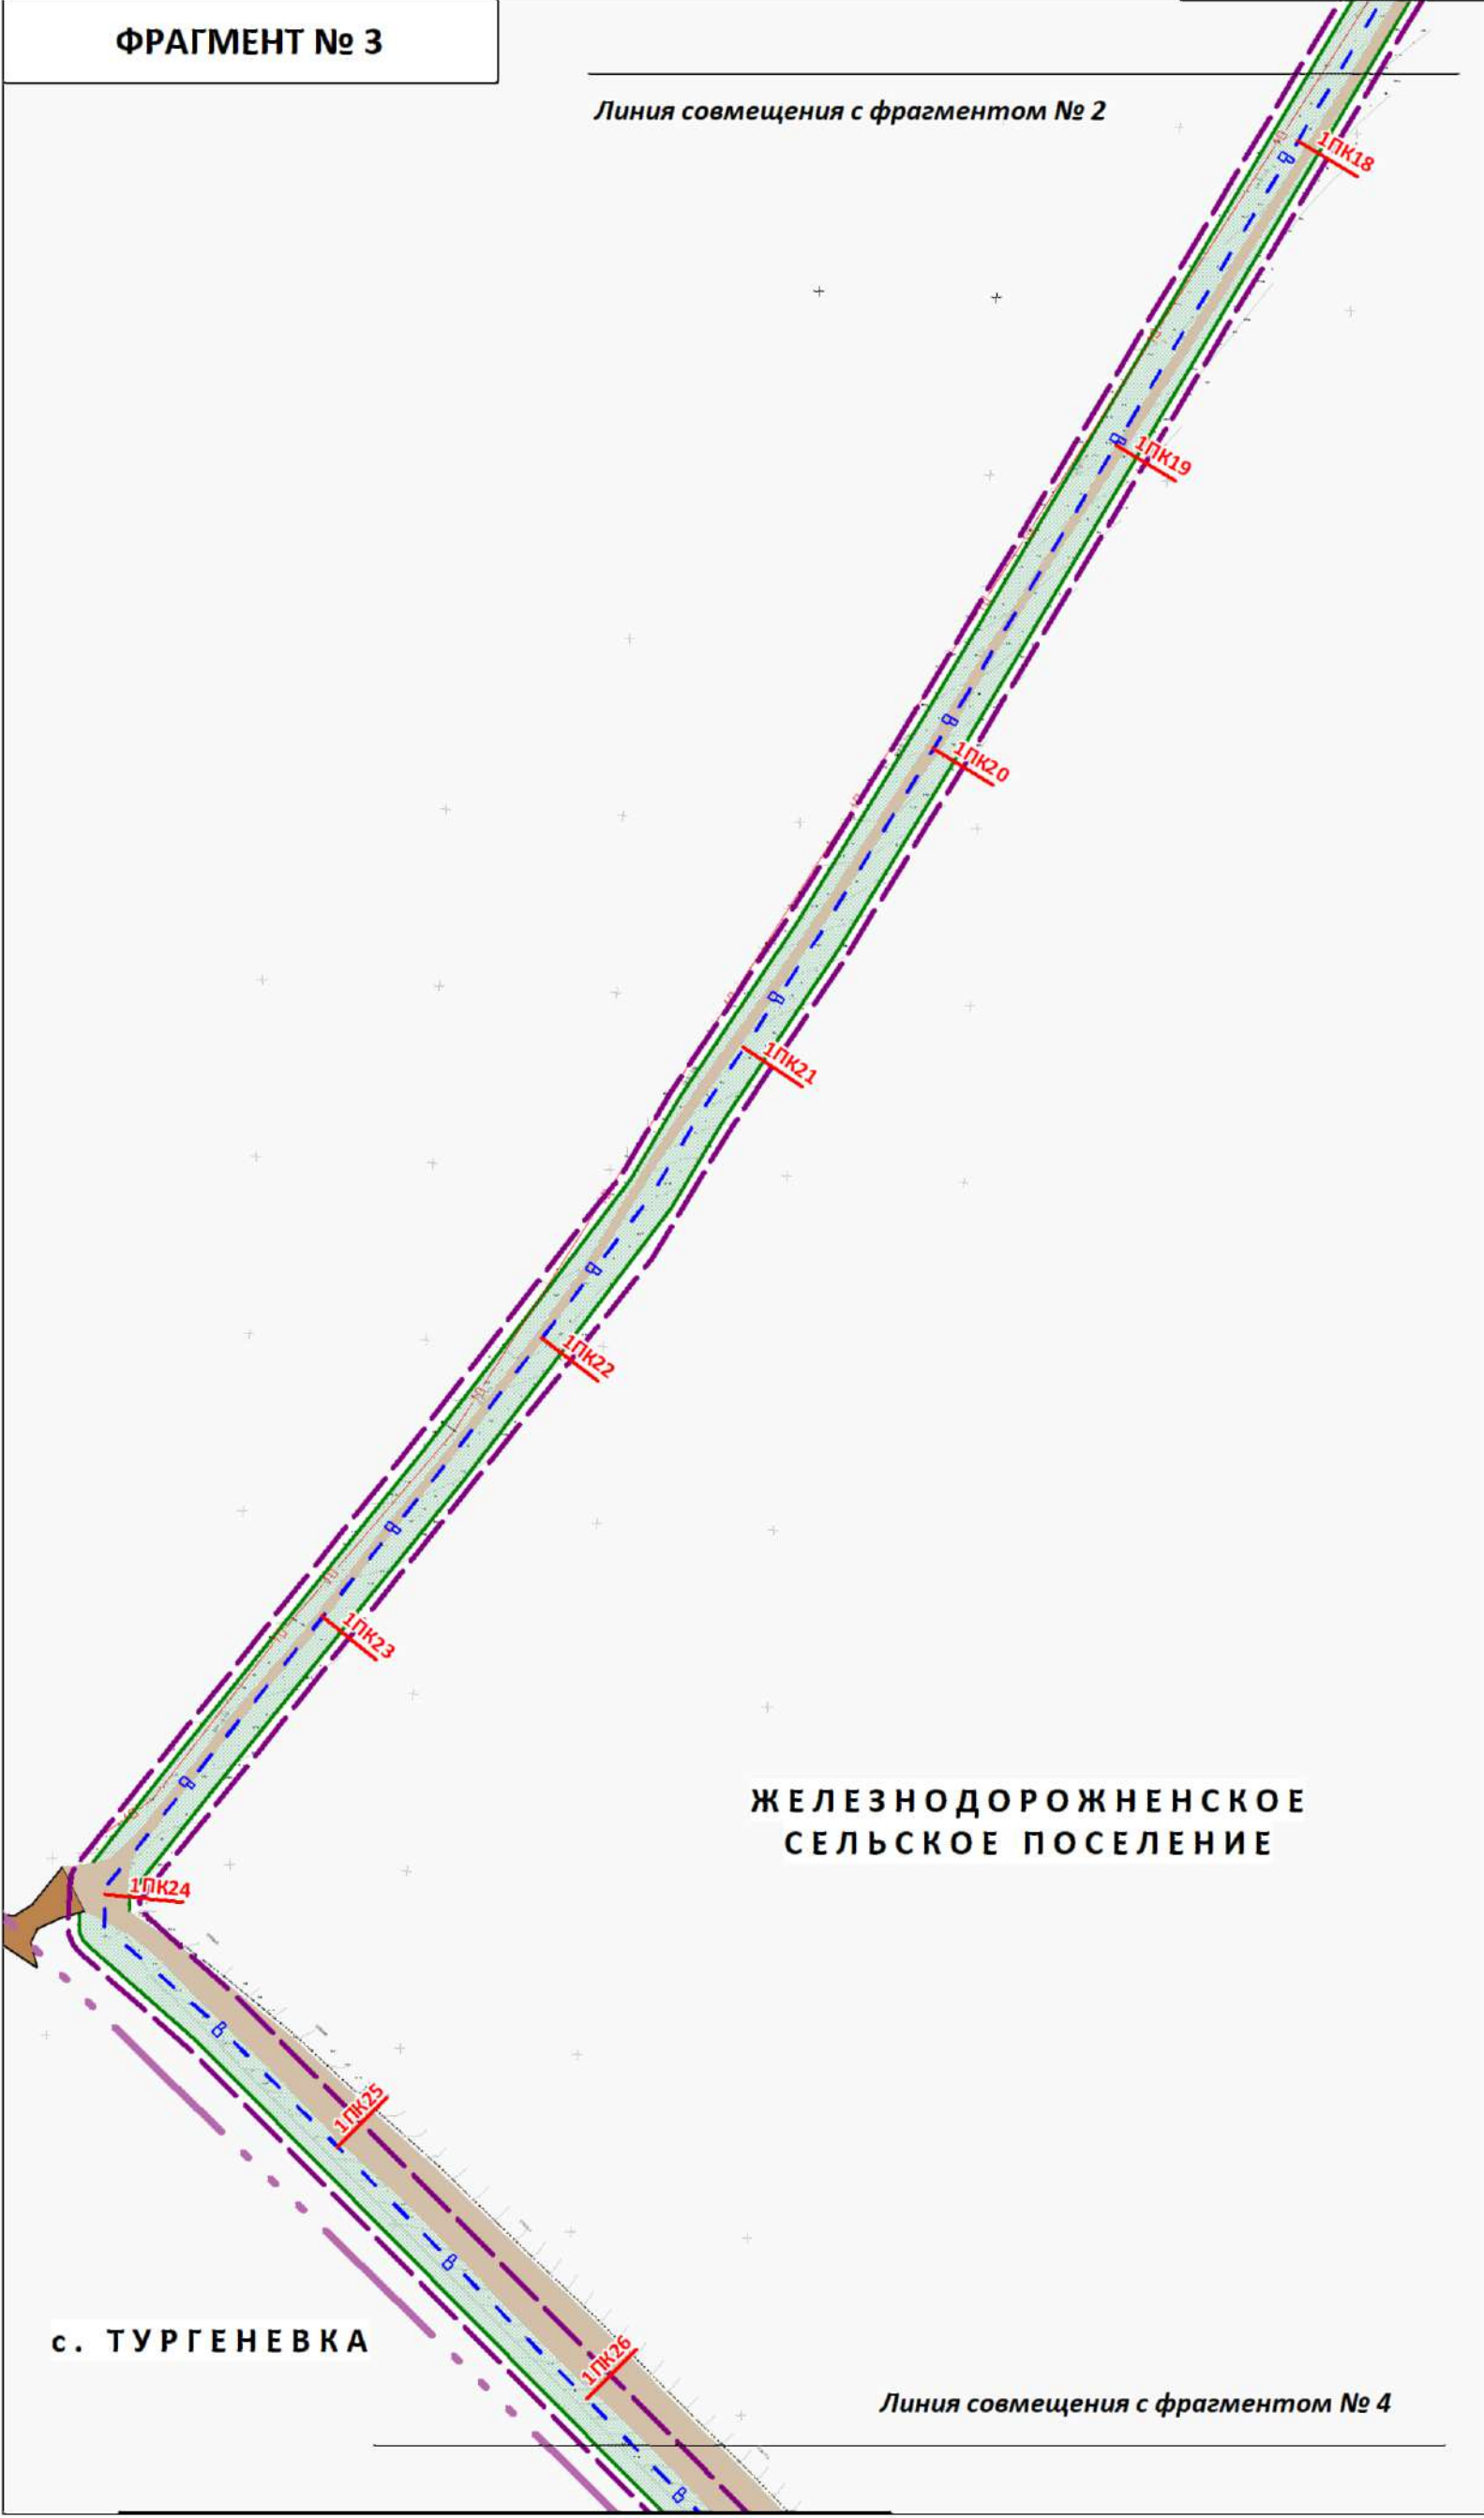 ФРАГМЕНТ № 3
Линия совмещения с фрагментом № 2
1ПК18
В
1ПК19
В
1ПК20
В
1ПК21
В
1ПК22
В
1ПК23
В
1ПК24
В
ЖЕЛЕЗНОДОРОЖНЕНСКОЕ
СЕЛЬСКОЕ ПОСЕЛЕНИЕ
В
1ПК25
В
1ПК26
с. ТУРГЕНЕВКА
Линия совмещения с фрагментом № 4
В